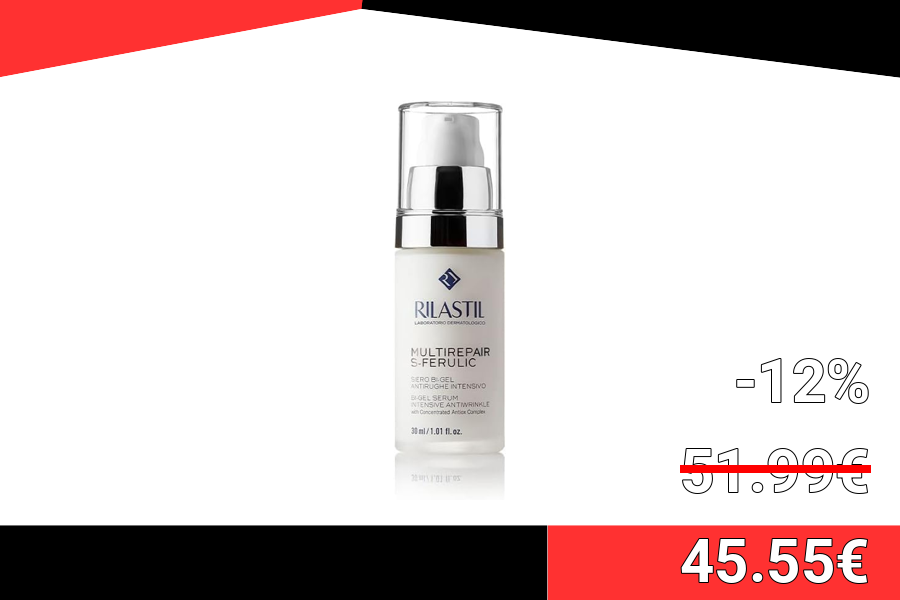 RILASTIL
LABORATORIO DERMATOLOGICO
MULTIREPAIR
S-FERULIC
SIERO BI-GEL
ANTIRUGHE INTENSIVO
BI-GEL SERUM
INTENSIVE ANTIWRINKLE
with Concentrated Antiox Complex
30 ml / 1.01 fl. oz.
-12%
51.99€
45.55€